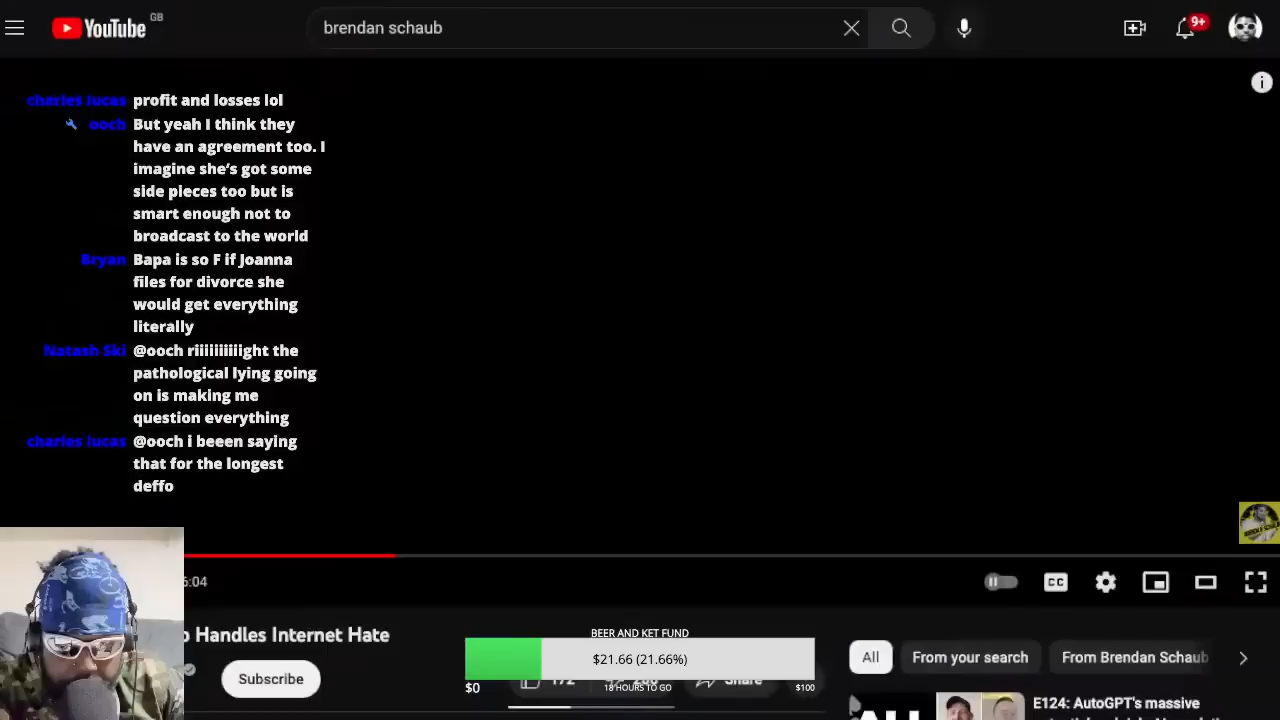 YouTube GB
brendan schaub
9+
charles lucas profit and losses lol
ooch But yeah I think they
have an agreement too. I
imagine she's got some
side pieces too but is
smart enough not to
broadcast to the world
Bryan Bapa is so F if Joanna
files for divorce she
would get everything
literally
Natash Ski @ooch riiiiiiiiiight the
pathological lying going
on is making me
question everything
charles lucas @ooch i beeen saying
that for the longest
deffo
6:04
CC
o Handles Internet Hate
Subscribe
BEER AND KET FUND
$21.66 (21.66%)
$0
18 HOURS TO GO
$100
172
Share
All
From your search
From Brendan Schaub
E124: AutoGPT's massive